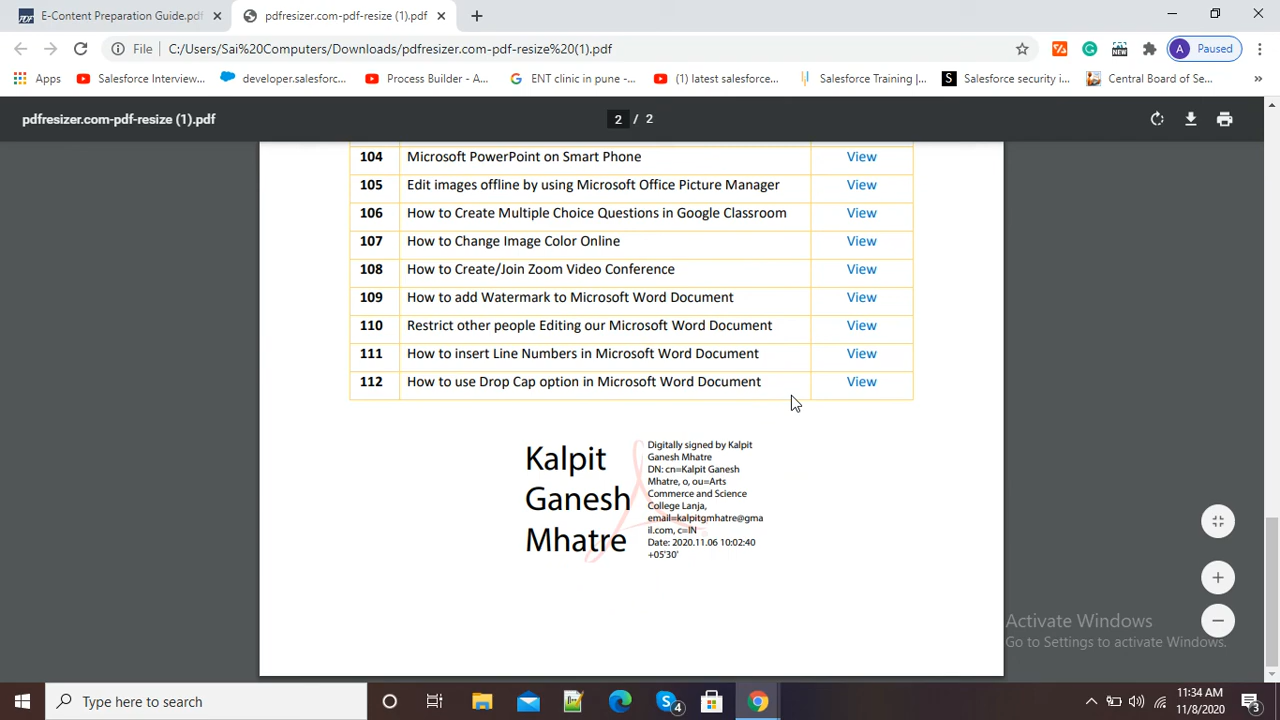 E-Content Preparation Guide.pdf
pdfresizer.com-pdf-resize (1).pdf
File
C:/Users/Sai%20Computers/Downloads/pdfresizer.com-pdf-resize%20(1).pdf
A Paused
Apps
Salesforce Interview...
developer.salesforc...
Process Builder - A...
ENT clinic in pune -...
(1) latestsalesforce...
Salesforce Training |...
Salesforce security i...
Central Board of Se...
pdfresizer.com-pdf-resize (1).pdf
2 / 2
104 Microsoft PowerPoint on Smart Phone View
105 Edit images offline by using Microsoft Office Picture Manager View
106 How to Create Multiple Choice Questions in Google Classroom View
107 How to Change Image Color Online View
108 How to Create/Join Zoom Video Conference View
109 How to add Watermark to Microsoft Word Document View
110 Restrict other people Editing our Microsoft Word Document View
111 How to insert Line Numbers in Microsoft Word Document View
112 How to use Drop Cap option in Microsoft Word Document View
Kalpit
Ganesh
Mhatre
Digitally signed by Kalpit
Ganesh Mhatre
DN: cn=Kalpit Ganesh
Mhatre, o, ou=Arts
Commerce and Science
College Lanja,
email=kalpitgmhatre@gma
il.com, c=IN
Date: 2020.11.06 10:02:40
+05'30'
Activate Windows
Go to Settings to activate Windows.
Type here to search
4
11:34 AM
11/8/2020
3